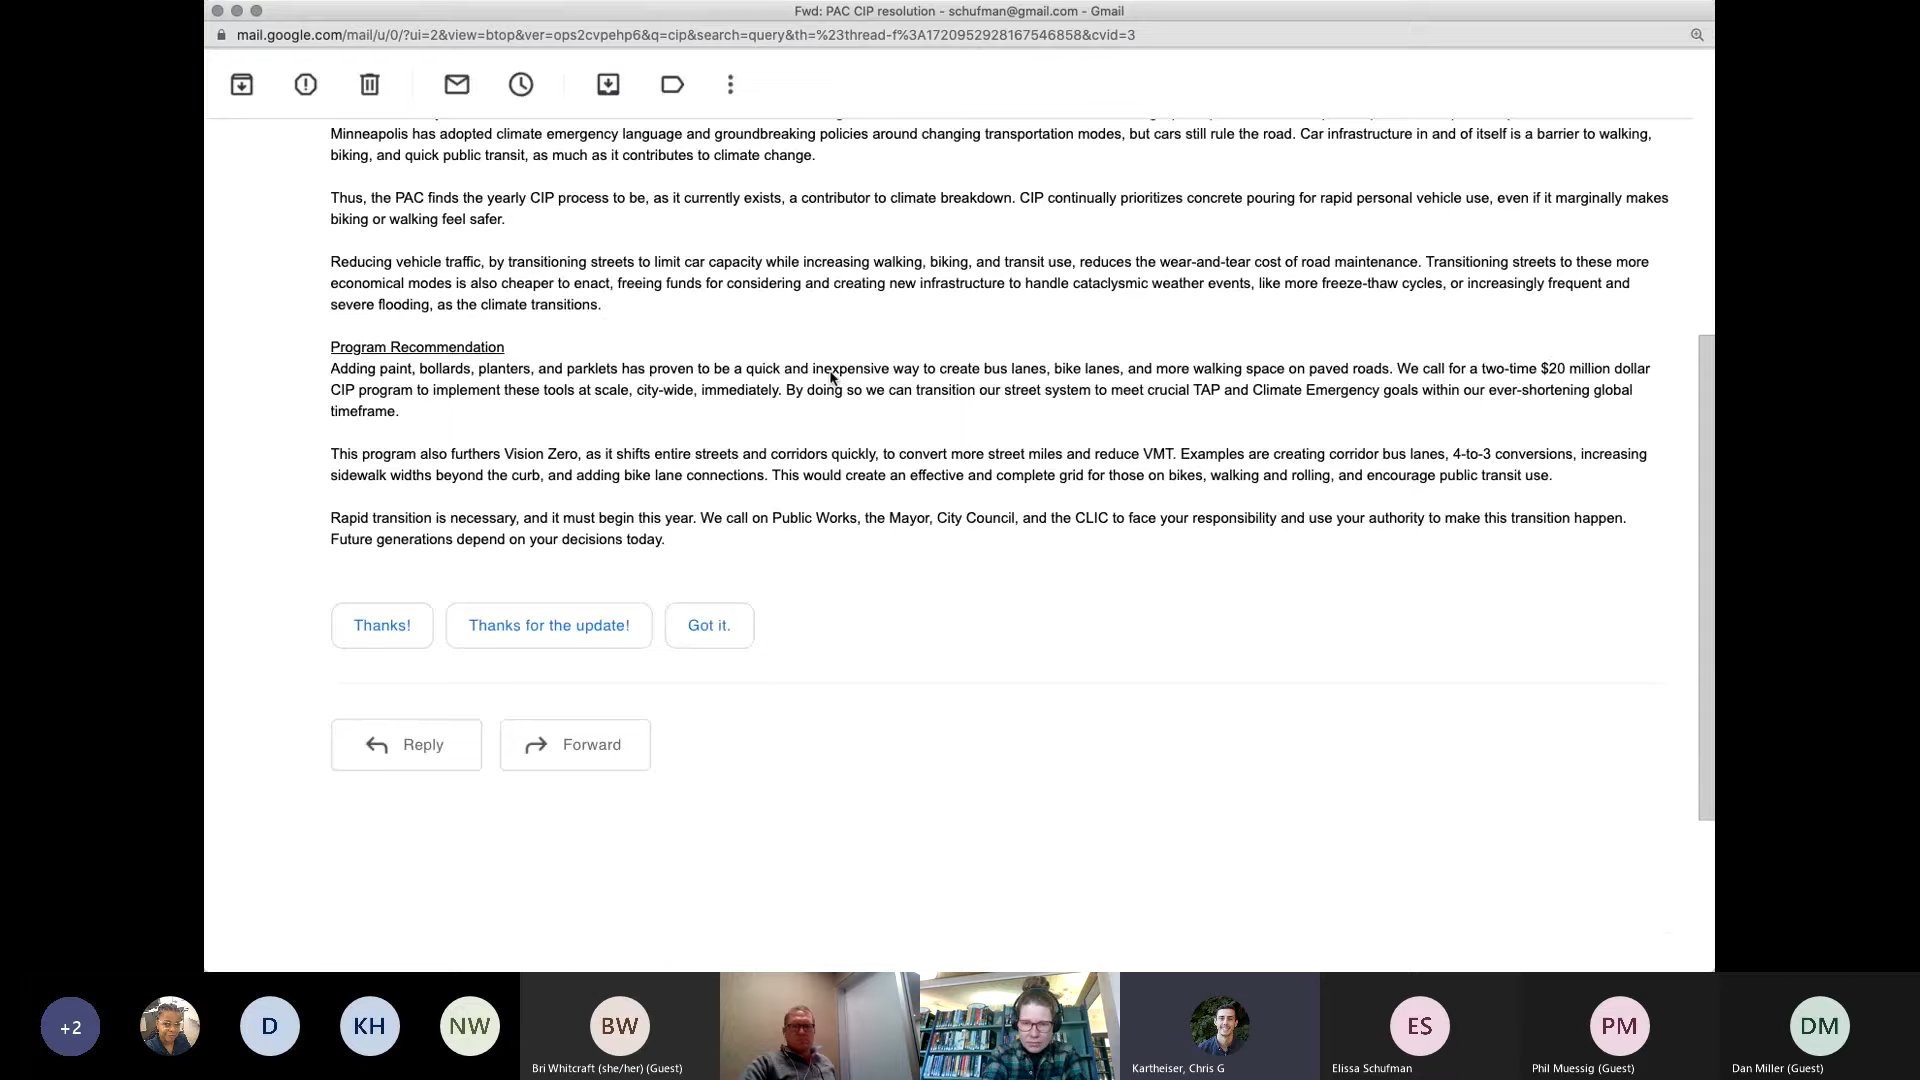 Fwd: PAC CIP resolution - schufman@gmail.com - Gmail
mail.google.com/mail/u/0/?ui=2&view=btop&ver=ops2cvpehp6&q=cip&search=query&th=%23thread-f%3A1720952928167546858&cvid=3
Minneapolis has adopted climate emergency language and groundbreaking policies around changing transportation modes, but cars still rule the road. Car infrastructure in and of itself is a barrier to walking,
biking, and quick public transit, as much as it contributes to climate change.
Thus, the PAC finds the yearly CIP process to be, as it currently exists, a contributor to climate breakdown. CIP continually prioritizes concrete pouring for rapid personal vehicle use, even if it marginally makes
biking or walking feel safer.
Reducing vehicle traffic, by transitioning streets to limit car capacity while increasing walking, biking, and transit use, reduces the wear-and-tear cost of road maintenance. Transitioning streets to these more
economical modes is also cheaper to enact, freeing funds for considering and creating new infrastructure to handle cataclysmic weather events, like more freeze-thaw cycles, or increasingly frequent and
severe flooding, as the climate transitions.
Program Recommendation
Adding paint, bollards, planters, and parklets has proven to be a quick and inexpensive way to create bus lanes, bike lanes, and more walking space on paved roads. We call for a two-time $20 million dollar
CIP program to implement these tools at scale, city-wide, immediately. By doing so we can transition our street system to meet crucial TAP and Climate Emergency goals within our ever-shortening global
timeframe.
This program also furthers Vision Zero, as it shifts entire streets and corridors quickly, to convert more street miles and reduce VMT. Examples are creating corridor bus lanes, 4-to-3 conversions, increasing
sidewalk widths beyond the curb, and adding bike lane connections. This would create an effective and complete grid for those on bikes, walking and rolling, and encourage public transit use.
Rapid transition is necessary, and it must begin this year. We call on Public Works, the Mayor, City Council, and the CLIC to face your responsibility and use your authority to make this transition happen.
Future generations depend on your decisions today.
Thanks!
Thanks for the update!
Got it.
Reply
Forward
+2
D
KH
NW
BW
ES
PM
DM
Bri Whitcraft (she/her) (Guest)
Kartheiser, Chris G
Elissa Schufman
Phil Muessig (Guest)
Dan Miller (Guest)